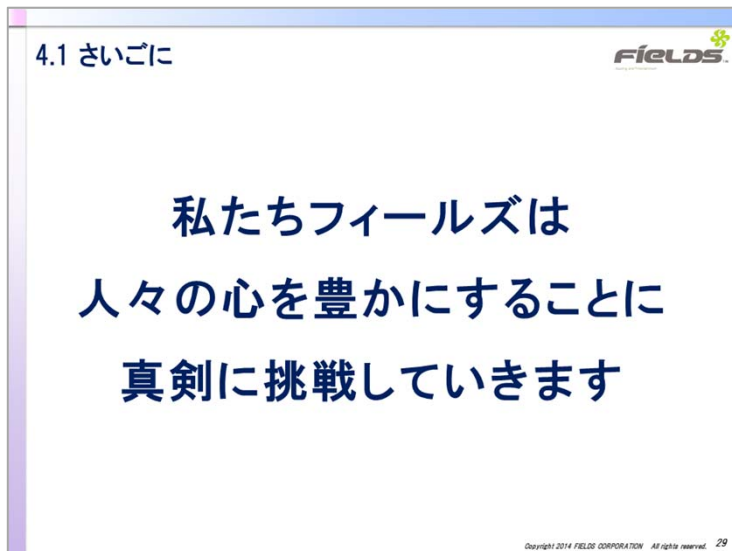 4.1 さいごに
FIELDS
私たちフィールズは
人々の心を豊かにすることに
真剣に挑戦していきます
Copyright 2014 FIELDS CORPORATION All rights reserved. 29